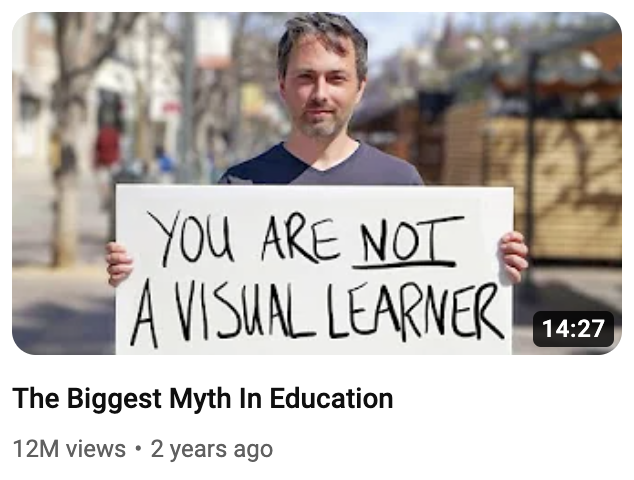 YOU ARE NOT
A VISUAL LEARNER
14:27
The Biggest Myth In Education
12M views • 2 years ago